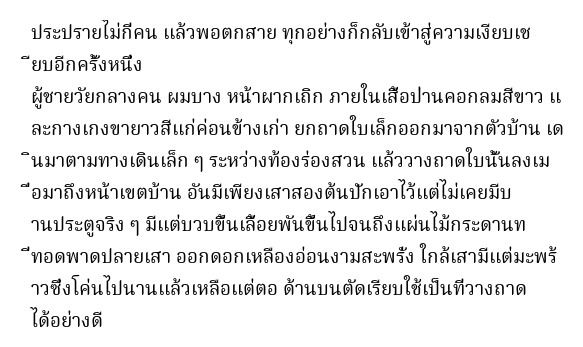 ประปรายไม่กี่คน แล้วพอตกสาย ทุกอย่างก็กลับเข้าสู่ความเงียบเช
ียบอีกครั้งหนึ่ง
ผู้ชายวัยกลางคน ผมบาง หน้าผากเถิก ภายในเสื้อป่านคอกลมสีขาว แ
ละกางเกงขายาวสีแก่ค่อนข้างเก่า ยกถาดใบเล็กออกมาจากตัวบ้าน เด
ินมาตามทางเดินเล็ก ๆ ระหว่างท้องร่องสวน แล้ววางถาดใบนั้นลงเม
ื่อมาถึงหน้าเขตบ้าน อันมีเพียงเสาสองต้นปักเอาไว้แต่ไม่เคยมีบ
านประตูจริง ๆ มีแต่บวบขึ้นเลื้อยพันขึ้นไปจนถึงแผ่นไม้กระดานท
ี่ทอดพาดปลายเสา ออกดอกเหลืองอ่อนงามสะพรั่ง ใกล้เสามีแต่มะพร้
าวซึ่งโค่นไปนานแล้วเหลือแต่ตอ ด้านบนตัดเรียบใช้เป็นที่วางถาด
ได้อย่างดี